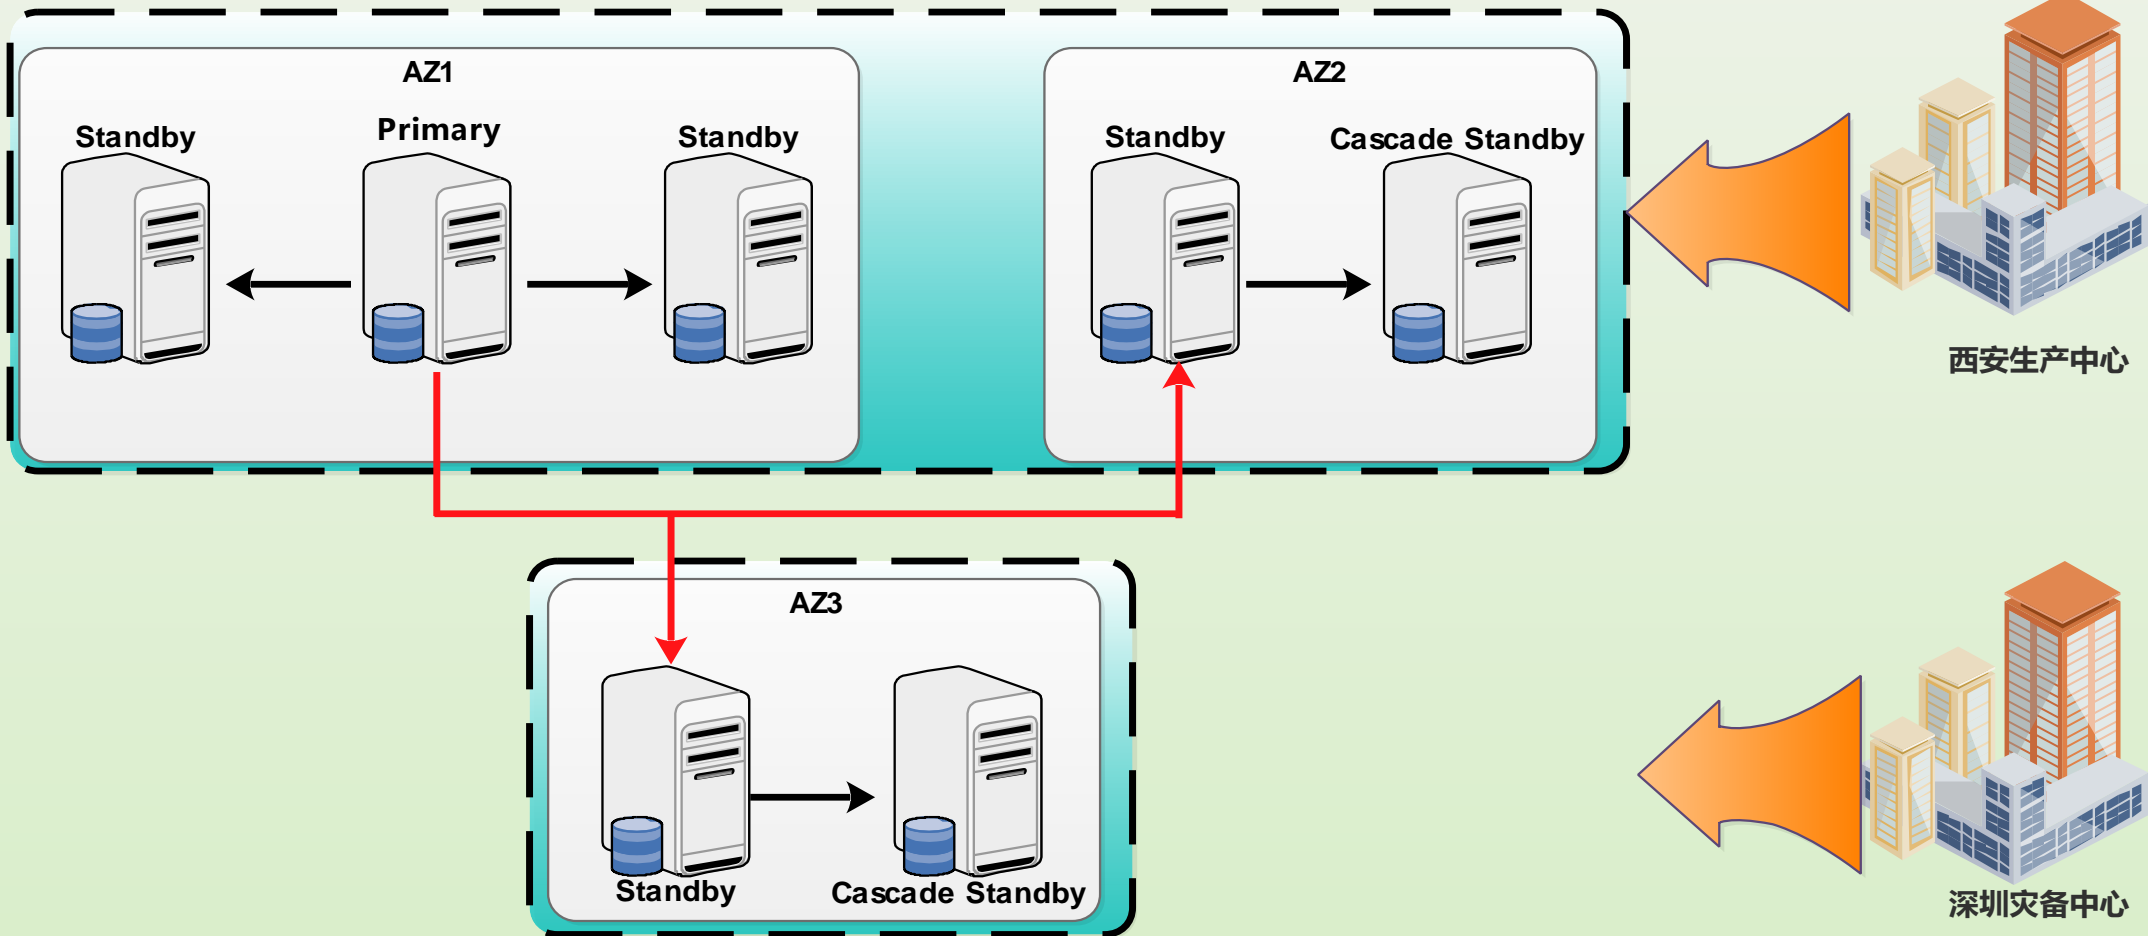 AZ1
AZ2
Standby
Primary
Standby
Standby
Cascade Standby
西安生产中心
AZ3
Standby
Cascade Standby
深圳灾备中心